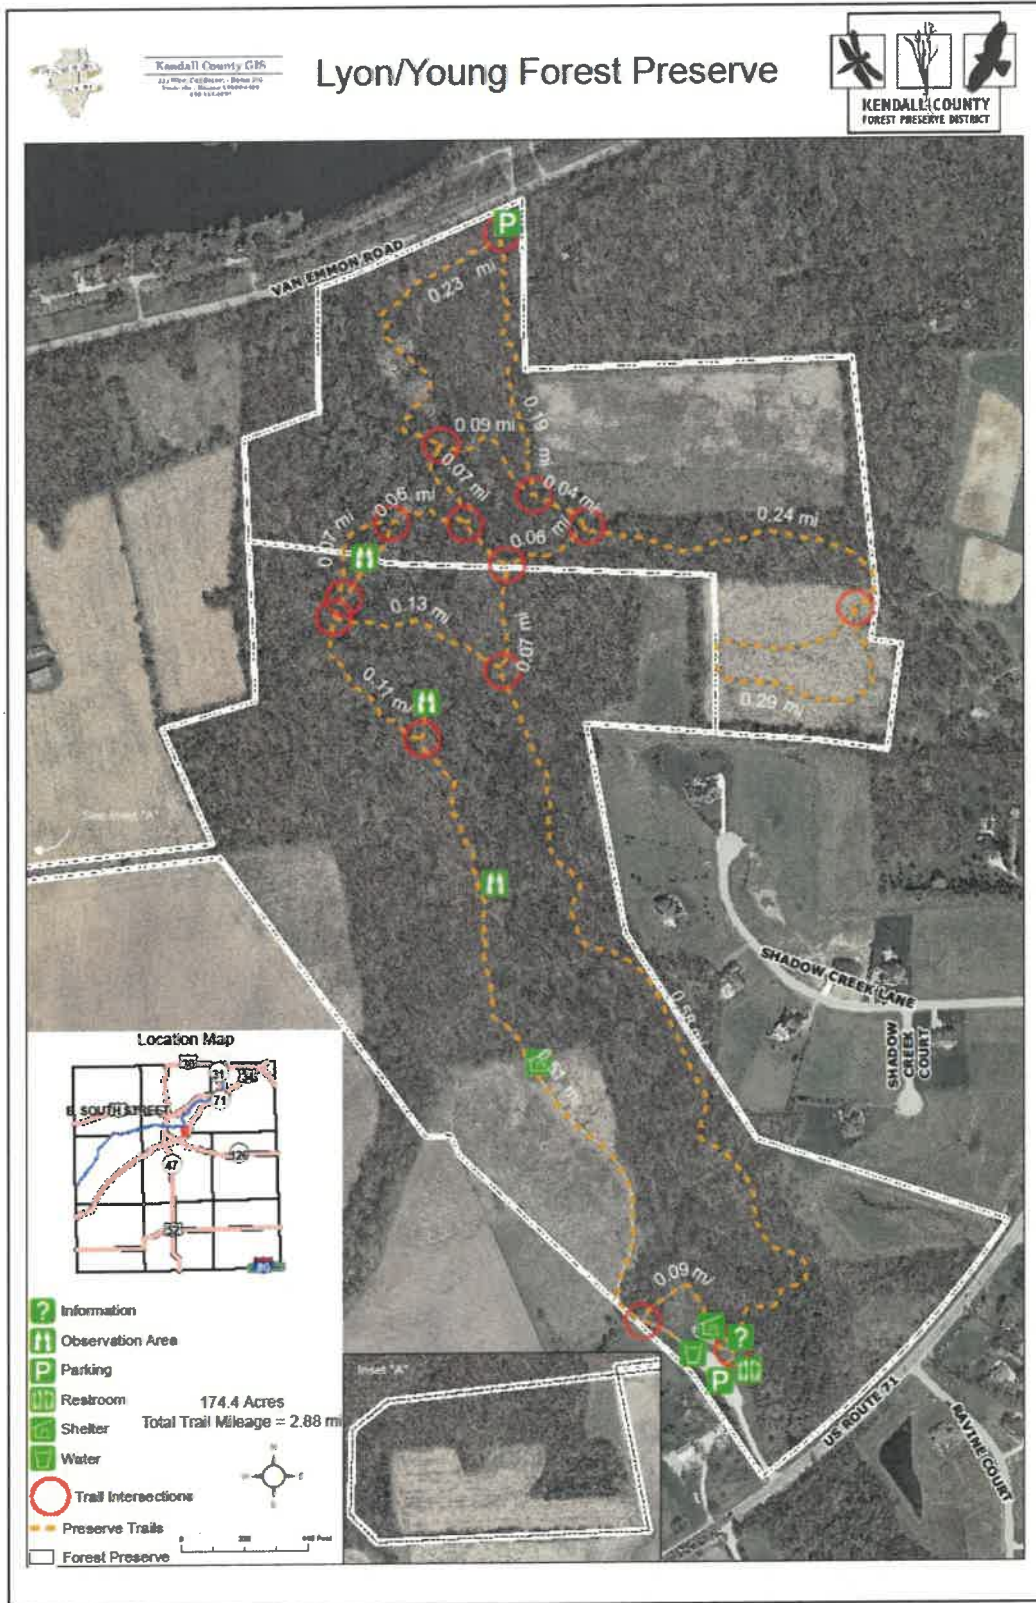 Kendall County GIS
Lyon/Young Forest Preserve
KENDALL COUNTY
FOREST PRESERVE DISTRICT
P
VAN EMMON ROAD
0.23 mi
0.19 mi
0.09 mi
0.07 mi
0.04 mi
0.06 mi
0.06 mi
0.24 mi
0.07 mi
0.13 mi
0.07 mi
0.29 mi
0.11 mi
See Inset "A"
SHADOW CREEK LANE
SHADOW
CREEK
COURT
0.09 mi
?
P
US ROUTE 71
RAVINE COURT
Location Map
31
71
E. SOUTH STREET
126
47
52
? Information
Observation Area
P Parking
Restroom
Shelter
Water
Trail Intersections
Preserve Trails
Forest Preserve
174.4 Acres
Total Trail Mileage = 2.88 mi
N
W
E
S
0
Feet
Inset "A"